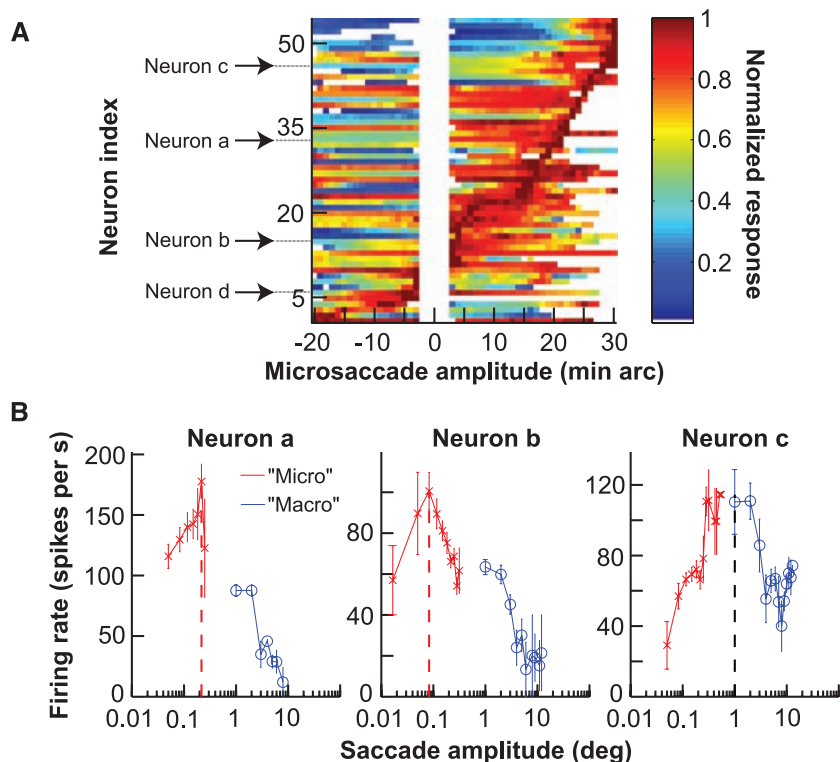 A
Neuron c
Neuron a
Neuron b
Neuron d
Neuron index
50
35
20
5
-20 -10 0 10 20 30
Microsaccade amplitude (min arc)
1
0.8
0.6
0.4
0.2
Normalized response
B
Neuron a
Neuron b
Neuron c
Firing rate (spikes per s)
200
150
100
50
0
"Micro"
"Macro"
0.01 0.1 1 10
80
40
0
0.01 0.1 1 10
120
80
40
0
0.01 0.1 1 10
Saccade amplitude (deg)